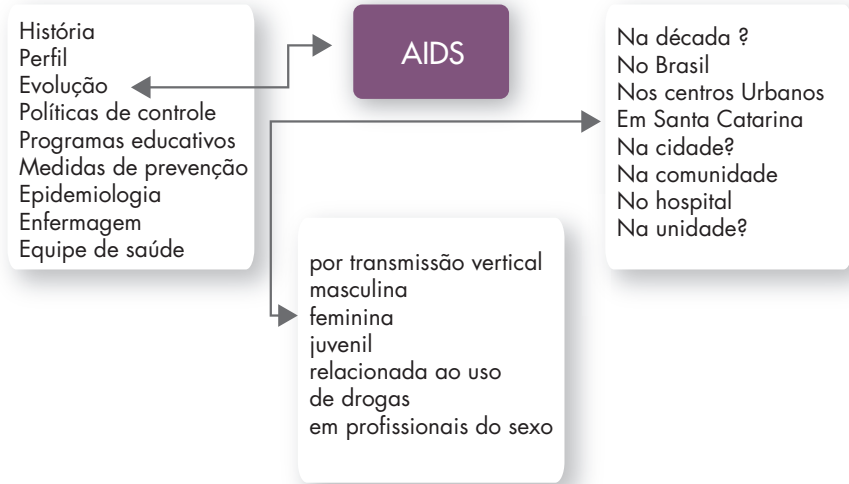 História
Perfil
Evolução
Políticas de controle
Programas educativos
Medidas de prevenção
Epidemiologia
Enfermagem
Equipe de saúde
AIDS
Na década ?
No Brasil
Nos centros Urbanos
Em Santa Catarina
Na cidade?
Na comunidade
No hospital
Na unidade?
por transmissão vertical
masculina
feminina
juvenil
relacionada ao uso
de drogas
em profissionais do sexo